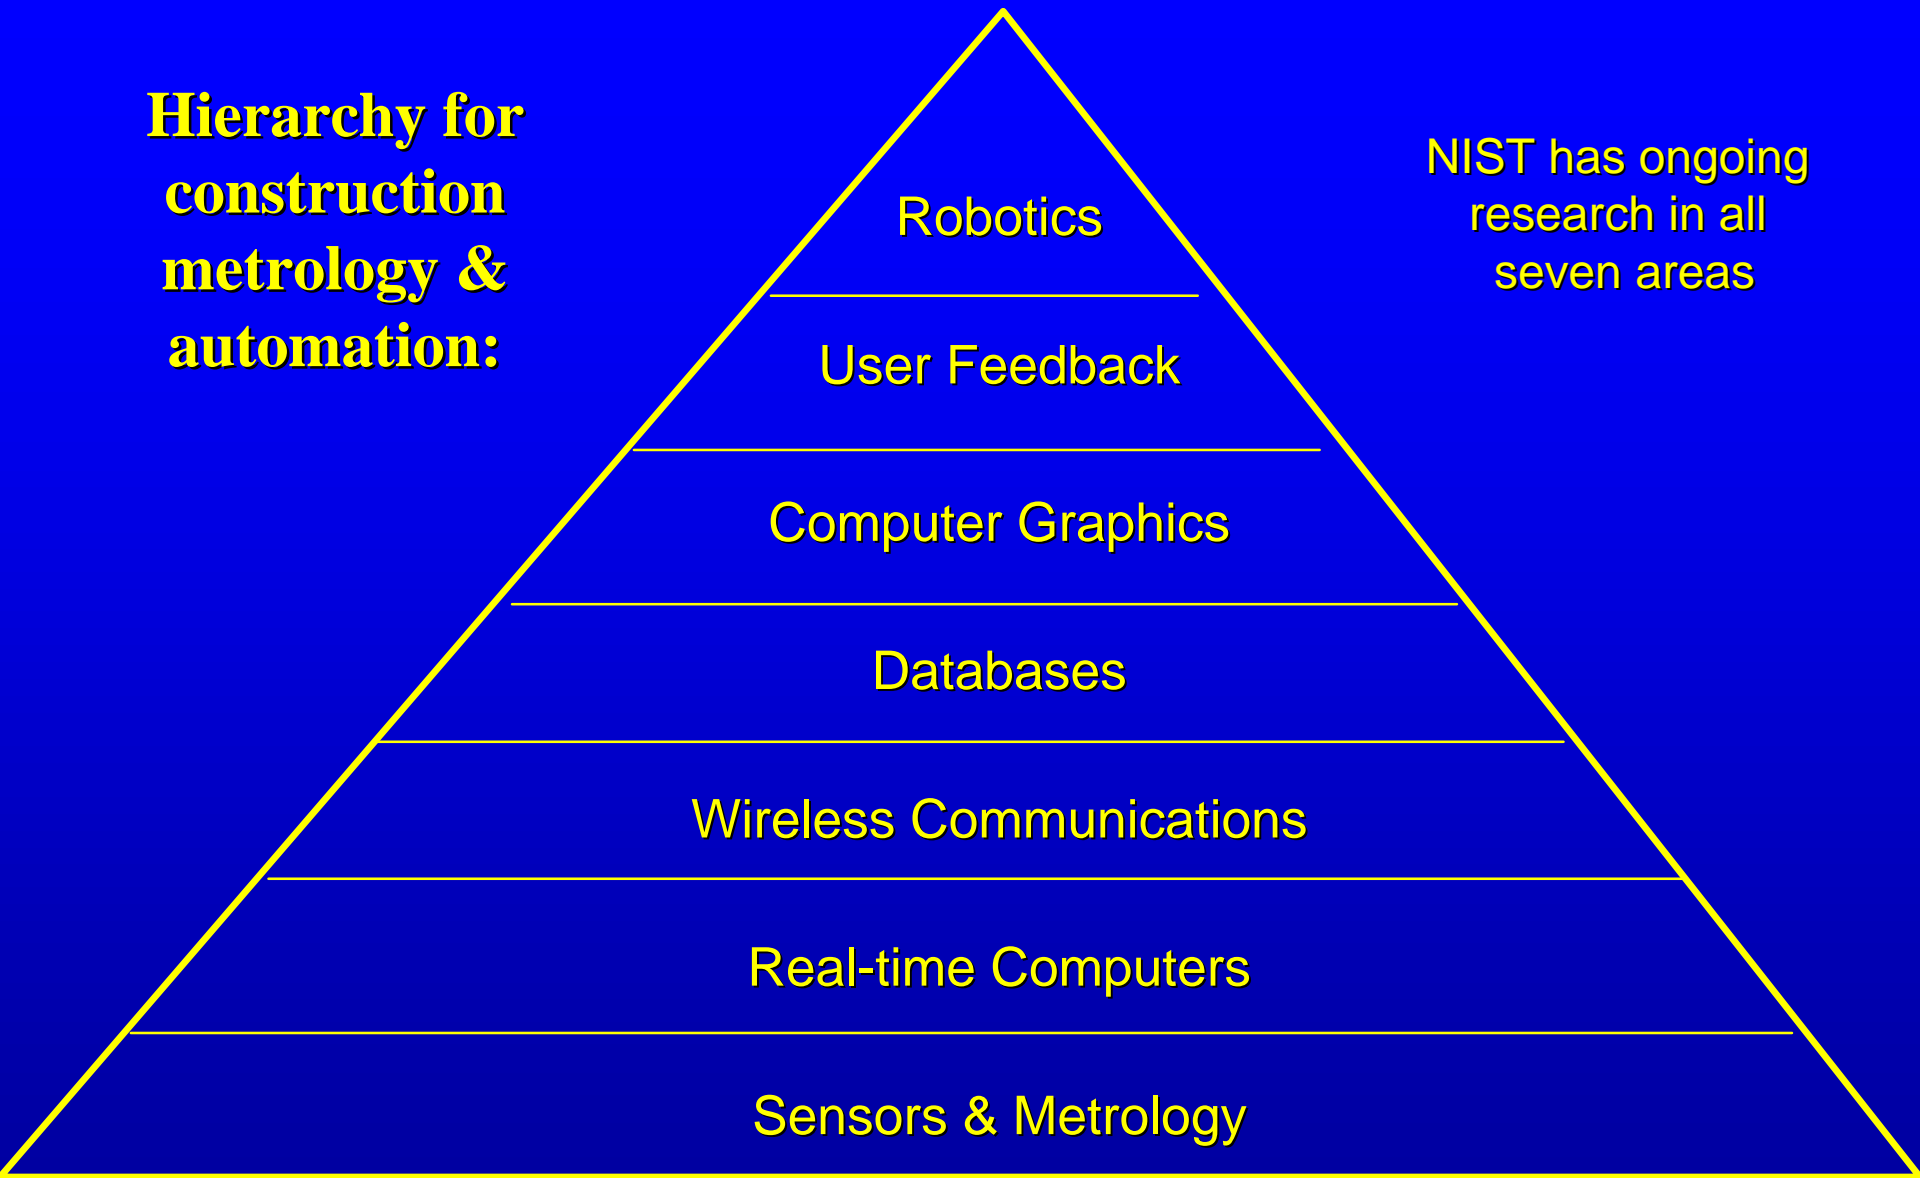 Hierarchy for
construction
metrology &
automation:
NIST has ongoing
research in all
seven areas
Robotics
User Feedback
Computer Graphics
Databases
Wireless Communications
Real-time Computers
Sensors & Metrology